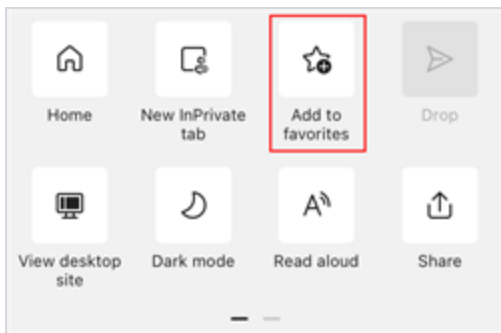 Home
New InPrivate
tab
Add to
favorites
Drop
View desktop
site
Dark mode
Read aloud
Share